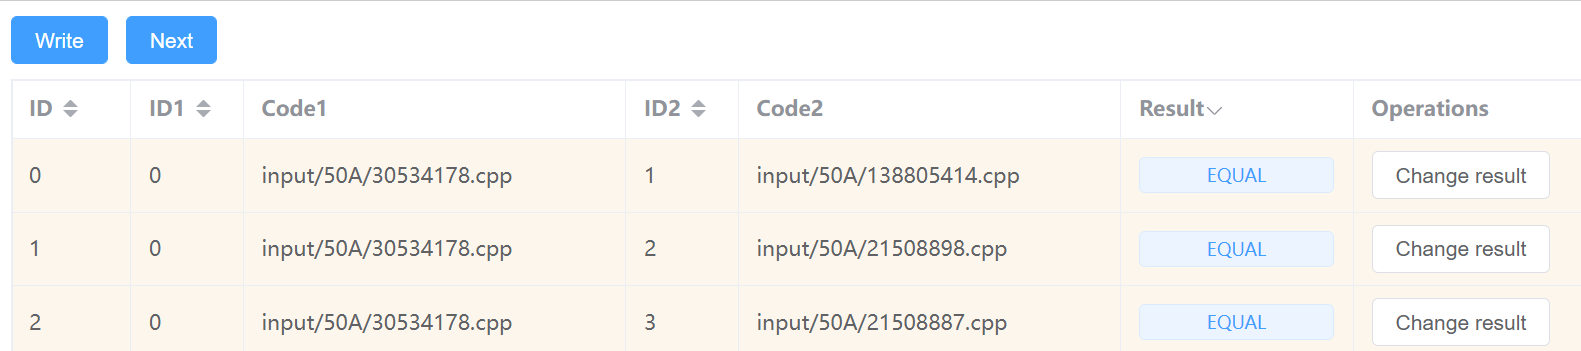 Write Next
ID ID1 Code1 ID2 Code2 Result Operations
0 0 input/50A/30534178.cpp 1 input/50A/138805414.cpp EQUAL Change result
1 0 input/50A/30534178.cpp 2 input/50A/21508898.cpp EQUAL Change result
2 0 input/50A/30534178.cpp 3 input/50A/21508887.cpp EQUAL Change result